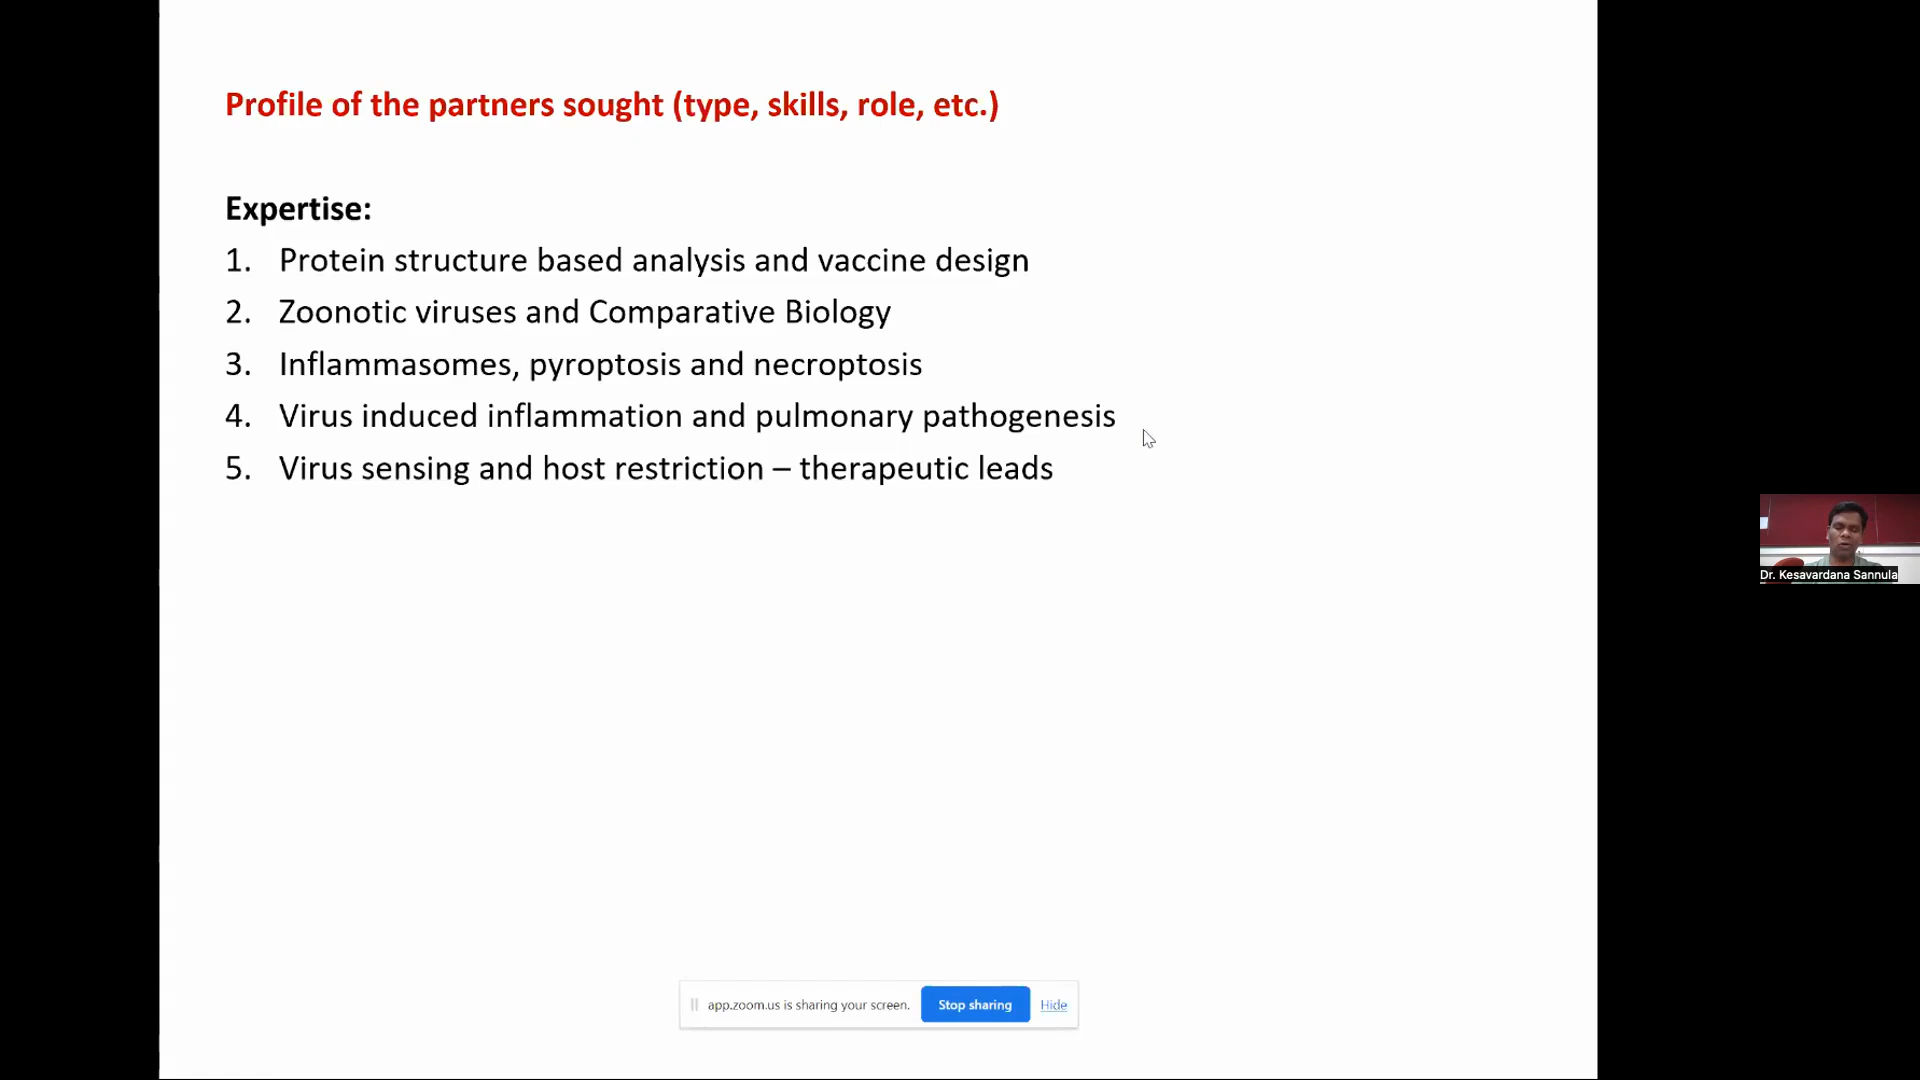 Profile of the partners sought (type, skills, role, etc.)
Expertise:
1. Protein structure based analysis and vaccine design
2. Zoonotic viruses and Comparative Biology
3. Inflammasomes, pyroptosis and necroptosis
4. Virus induced inflammation and pulmonary pathogenesis
5. Virus sensing and host restriction – therapeutic leads
Dr. Kesavardana Sannula
app.zoom.us is sharing your screen. Stop sharing Hide